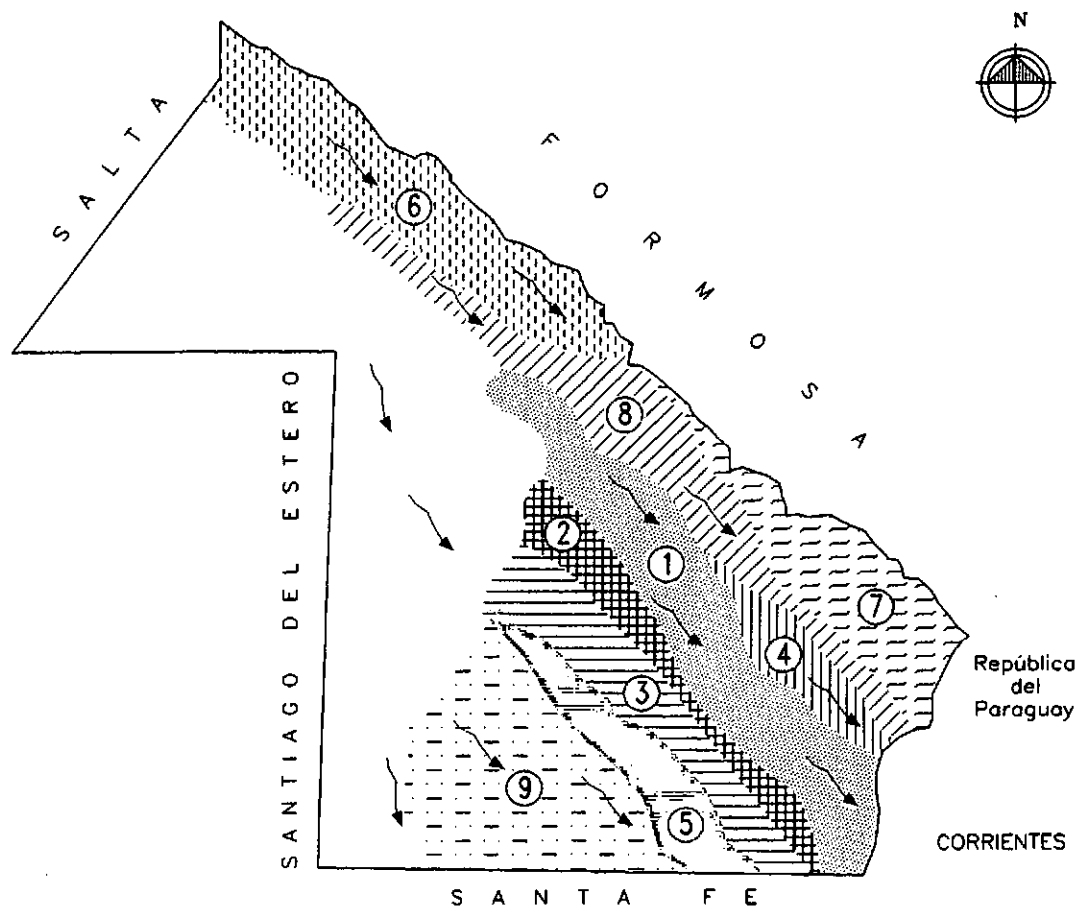 N
SALTA
FORMOSA
6
8
SANTIAGO DEL ESTERO
2
1
7
4
República
del
Paraguay
3
9
5
CORRIENTES
SANTA FE